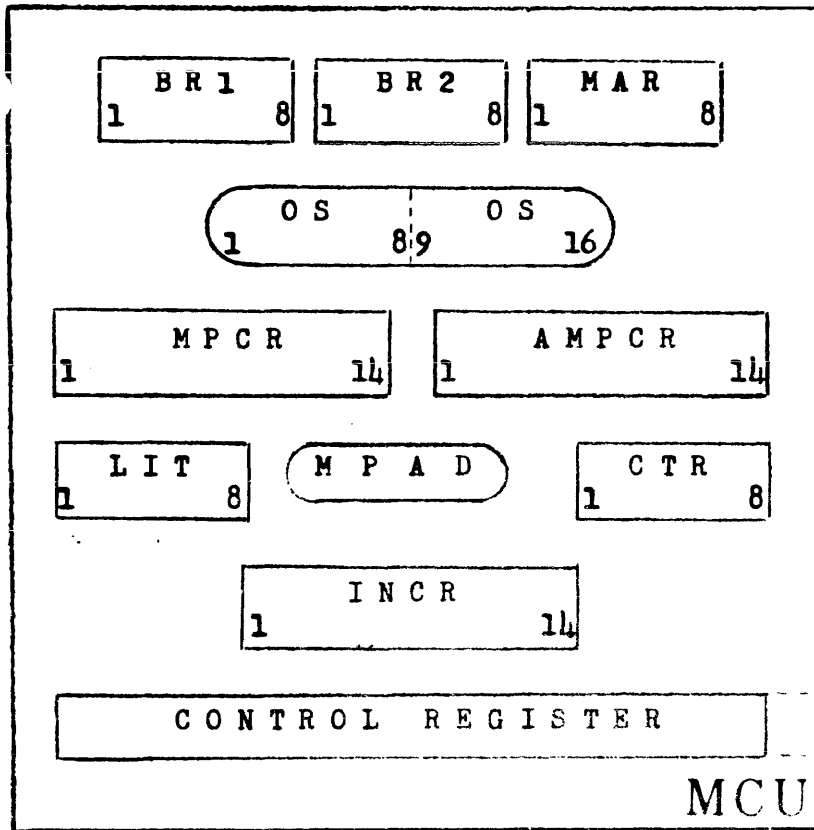 BR1 BR2 MAR
1 8 1 8 1 8
OS OS
1 8 9 16
MPCR AMPCR
1 14 1 14
LIT MPAD CTR
1 8 1 8
INCR
1 14
CONTROL REGISTER
MCU